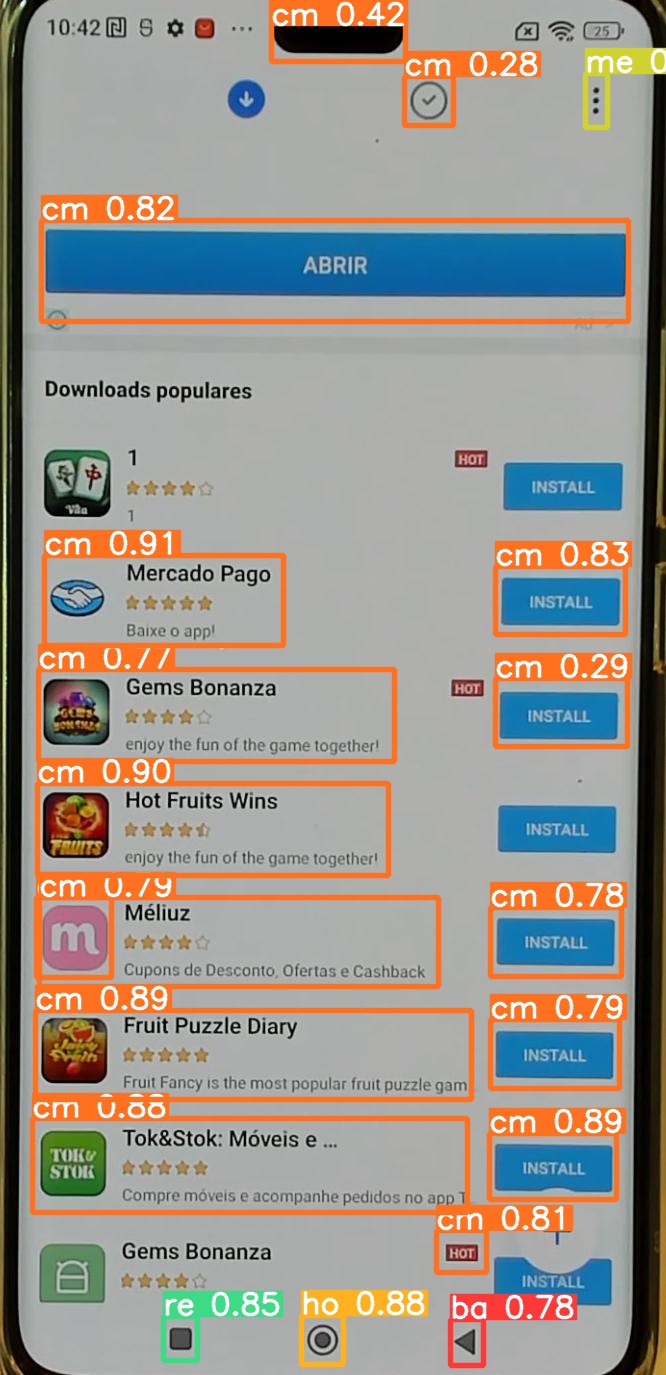 cm 0.42
10:42
25
cm 0.28
me 0
cm 0.82
ABRIR
Downloads populares
1
HOT
INSTALL
1
cm 0.91
cm 0.83
Mercado Pago
INSTALL
Baixe o app!
cm 0.77
cm 0.29
Gems Bonanza
HOT
INSTALL
GEMS
BONANZA
enjoy the fun of the game together!
cm 0.90
Hot Fruits Wins
INSTALL
FRUITS
enjoy the fun of the game together!
cm 0.79
cm 0.78
Méliuz
m
INSTALL
Cupons de Desconto, Ofertas e Cashback
cm 0.89
cm 0.79
Fruit Puzzle Diary
INSTALL
Fruit Fancy is the most popular fruit puzzle gam
cm 0.88
cm 0.89
Tok&Stok: Móveis e ...
TOK&
STOK
INSTALL
Compre móveis e acompanhe pedidos no app T
cm 0.81
Gems Bonanza
HOT
INSTALL
re 0.85
ho 0.88
ba 0.78